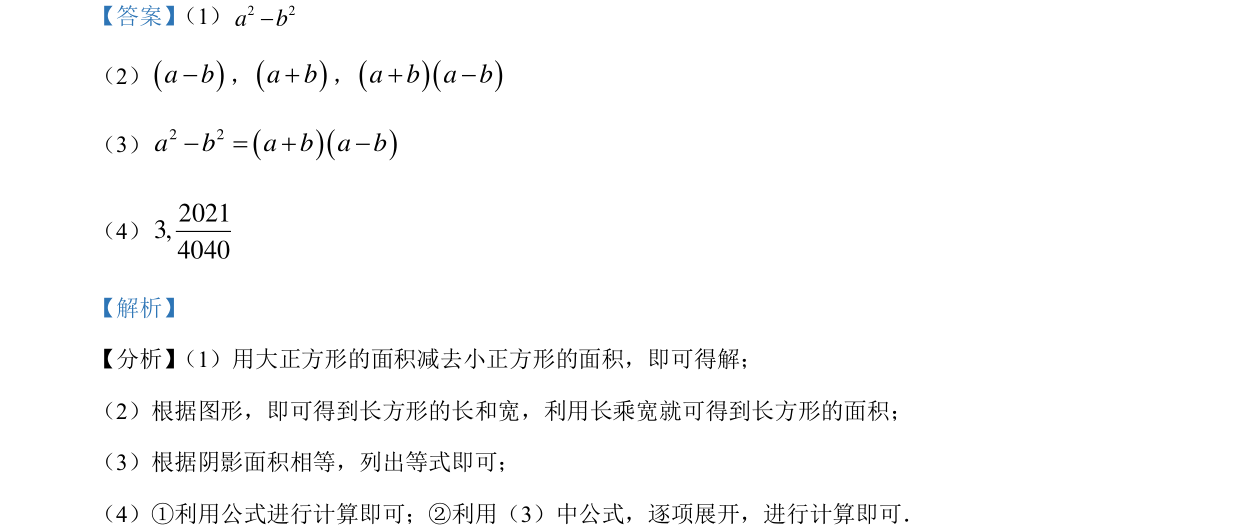 【答案】（1）a²−b²
（2）(a−b)，(a+b)，(a+b)(a−b)
（3）a²−b²=(a+b)(a−b)
（4）3,2021/4040
【解析】
【分析】（1）用大正方形的面积减去小正方形的面积，即可得解；
（2）根据图形，即可得到长方形的长和宽，利用长乘宽就可得到长方形的面积；
（3）根据阴影面积相等，列出等式即可；
（4）①利用公式进行计算即可；②利用（3）中公式，逐项展开，进行计算即可．